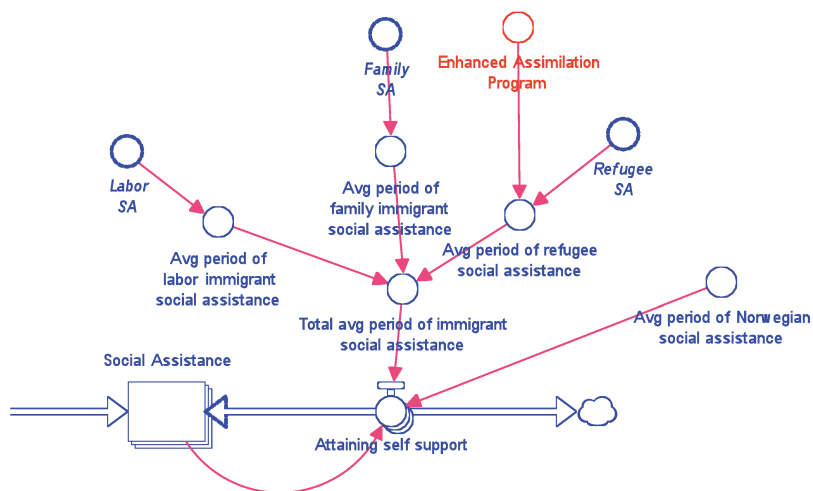 Family
SA
Enhanced Assimilation
Program
Labor
SA
Refugee
SA
Avg period of
family immigrant
social assistance
Avg period of
labor immigrant
social assistance
Avg period of refugee
social assistance
Total avg period of immigrant
social assistance
Avg period of Norwegian
social assistance
Social Assistance
Attaining self support